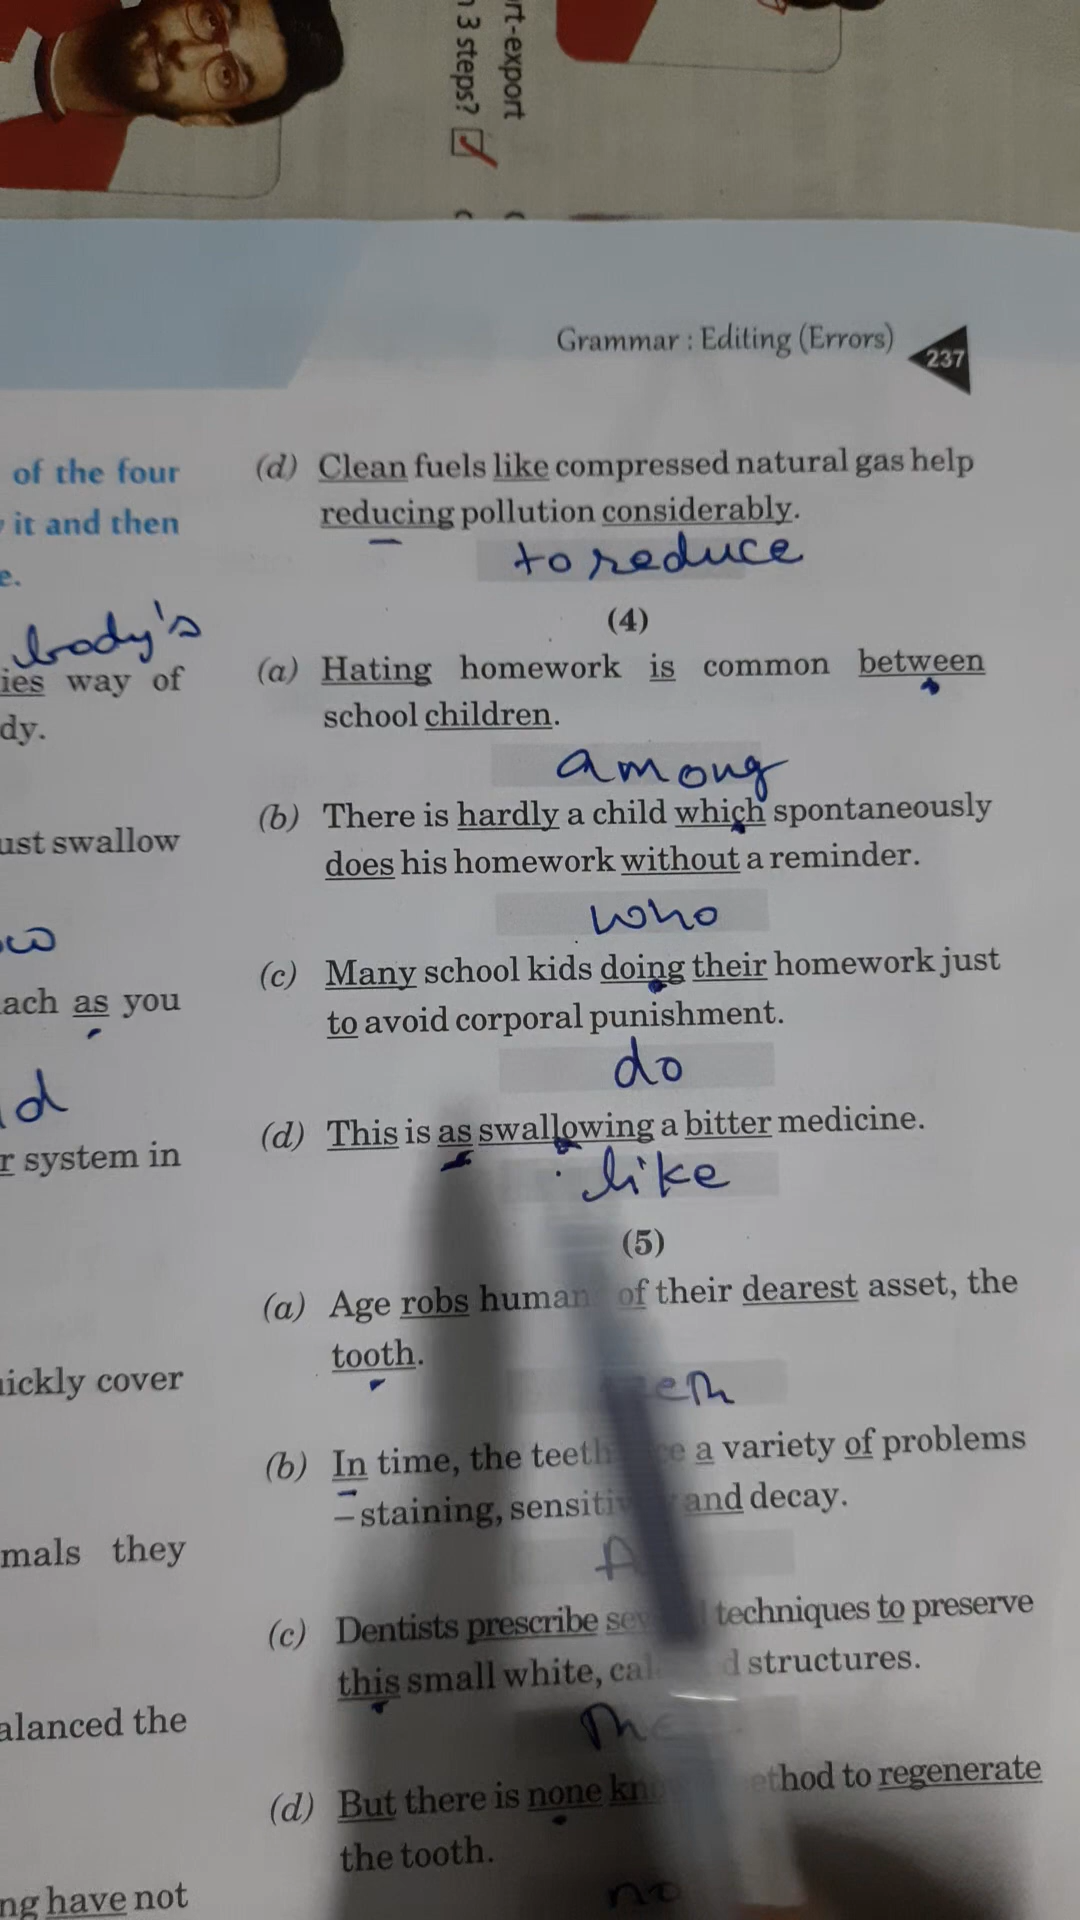 rt-export
3 steps?
Grammar : Editing (Errors)
237
of the four
it and then
e.
body's
ies way of
dy.
ust swallow
ach as you
d
r system in
ickly cover
mals they
alanced the
ng have not
(d) Clean fuels like compressed natural gas help
reducing pollution considerably.
to reduce
(4)
(a) Hating homework is common between
school children.
among
(b) There is hardly a child which spontaneously
does his homework without a reminder.
who
(c) Many school kids doing their homework just
to avoid corporal punishment.
do
(d) This is as swallowing a bitter medicine.
like
(5)
(a) Age robs human of their dearest asset, the
tooth.
(b) In time, the teeth a variety of problems
– staining, and decay.
(c) Dentists prescribe techniques to preserve
this small white, structures.
(d) But there is none to regenerate
the tooth.
no